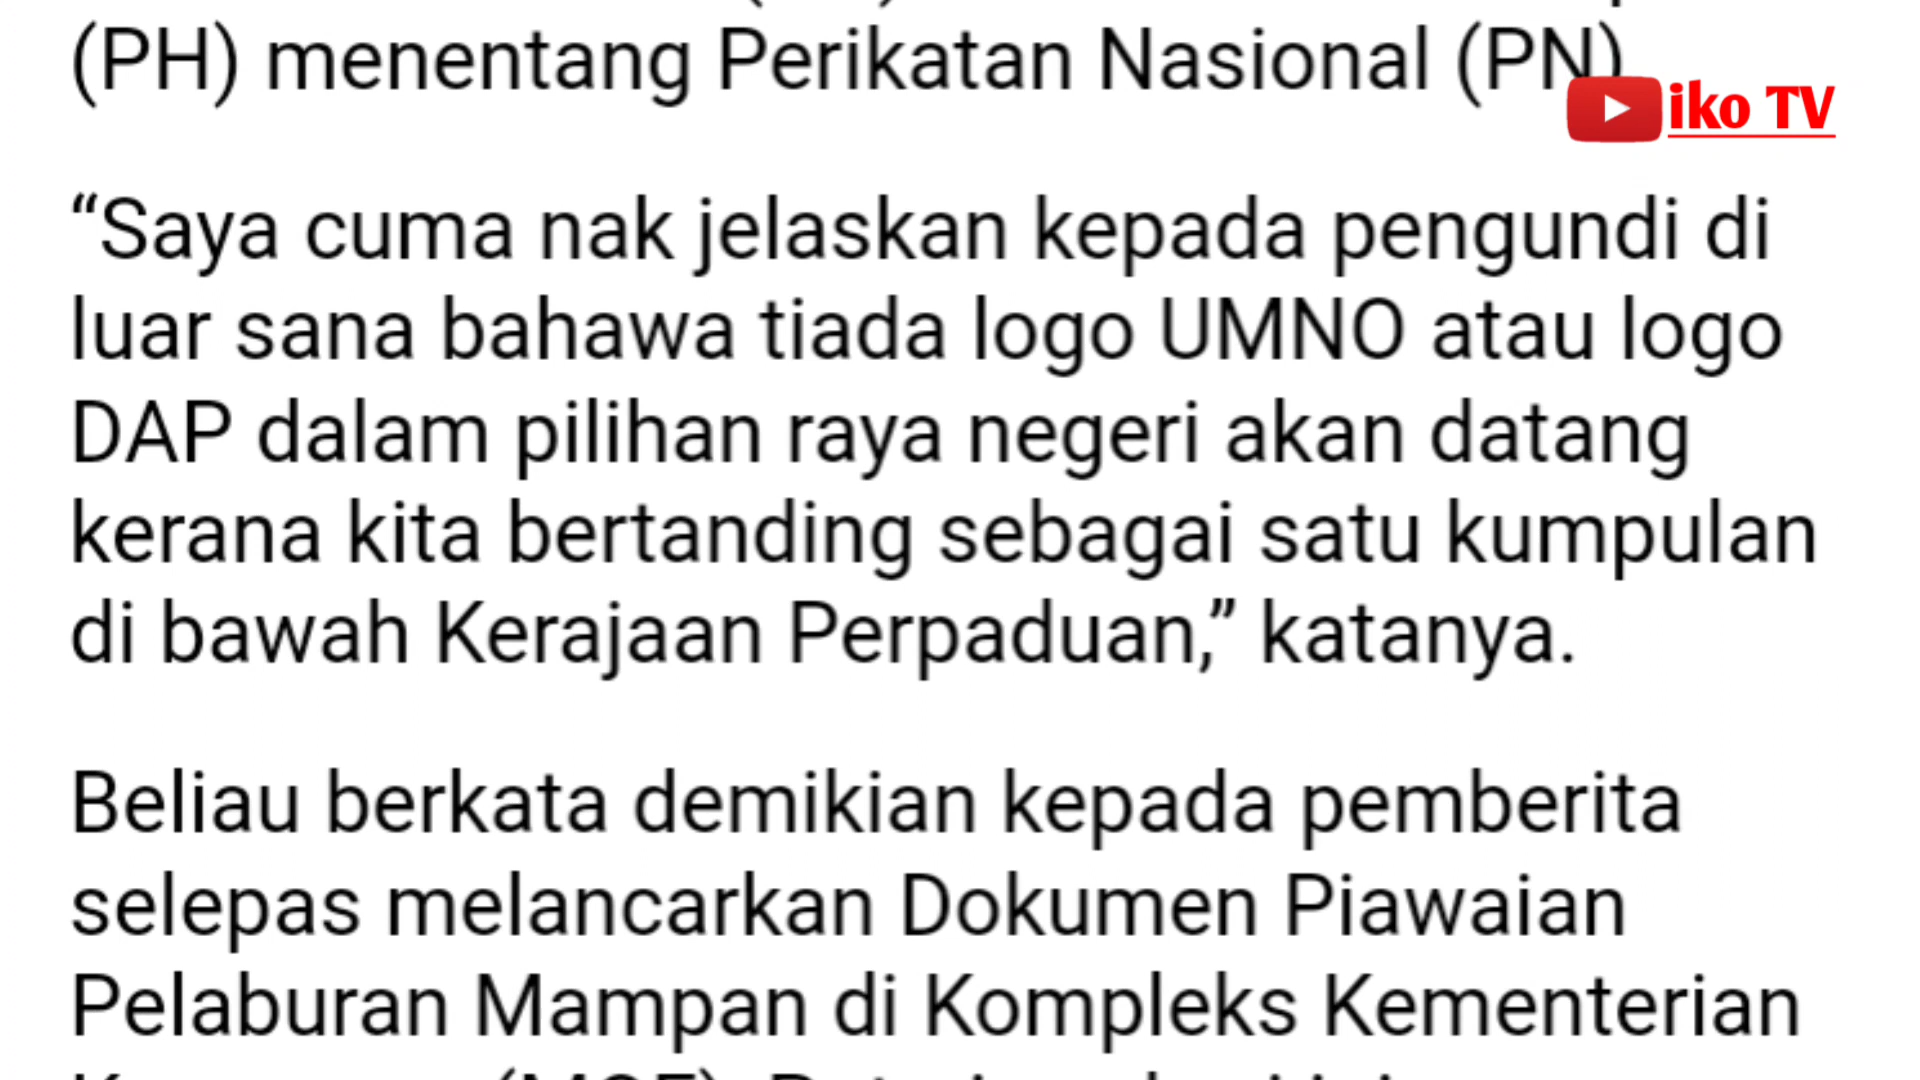 (PH) menentang Perikatan Nasional (PN)
iko TV
“Saya cuma nak jelaskan kepada pengundi di
luar sana bahawa tiada logo UMNO atau logo
DAP dalam pilihan raya negeri akan datang
kerana kita bertanding sebagai satu kumpulan
di bawah Kerajaan Perpaduan,” katanya.
Beliau berkata demikian kepada pemberita
selepas melancarkan Dokumen Piawaian
Pelaburan Mampan di Kompleks Kementerian